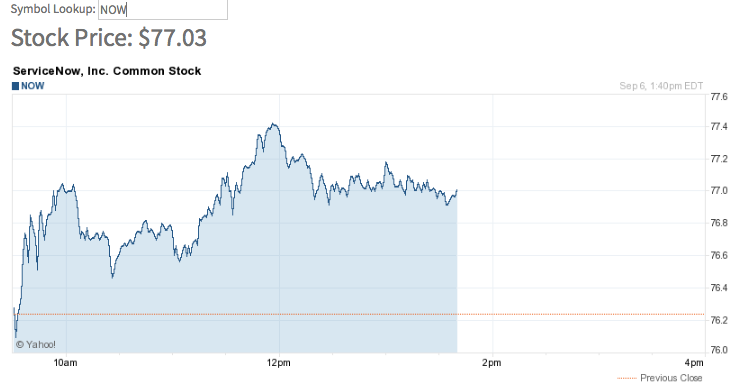 Symbol Lookup: NOW
Stock Price: $77.03
ServiceNow, Inc. Common Stock
NOW
Sep 6, 1:40pm EDT
77.6
77.4
77.2
77.0
76.8
76.6
76.4
76.2
76.0
© Yahoo!
10am 12pm 2pm 4pm
Previous Close